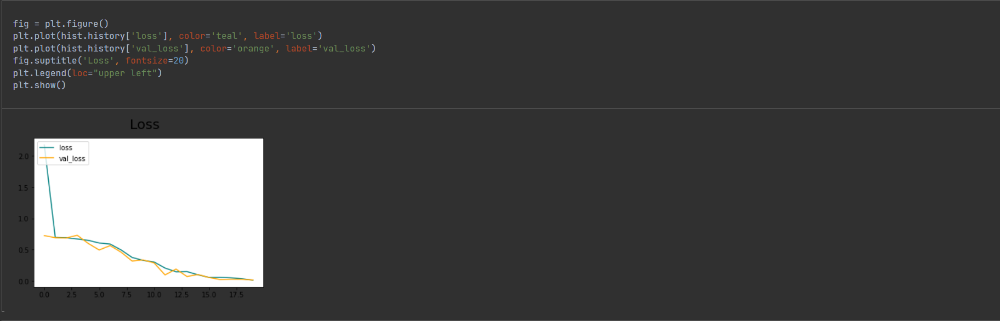 fig = plt.figure()
plt.plot(hist.history['loss'], color='teal', label='loss')
plt.plot(hist.history['val_loss'], color='orange', label='val_loss')
fig.suptitle('Loss', fontsize=20)
plt.legend(loc="upper left")
plt.show()
Loss
loss
val_loss
2.0
1.5
1.0
0.5
0.0
0.0 2.5 5.0 7.5 10.0 12.5 15.0 17.5